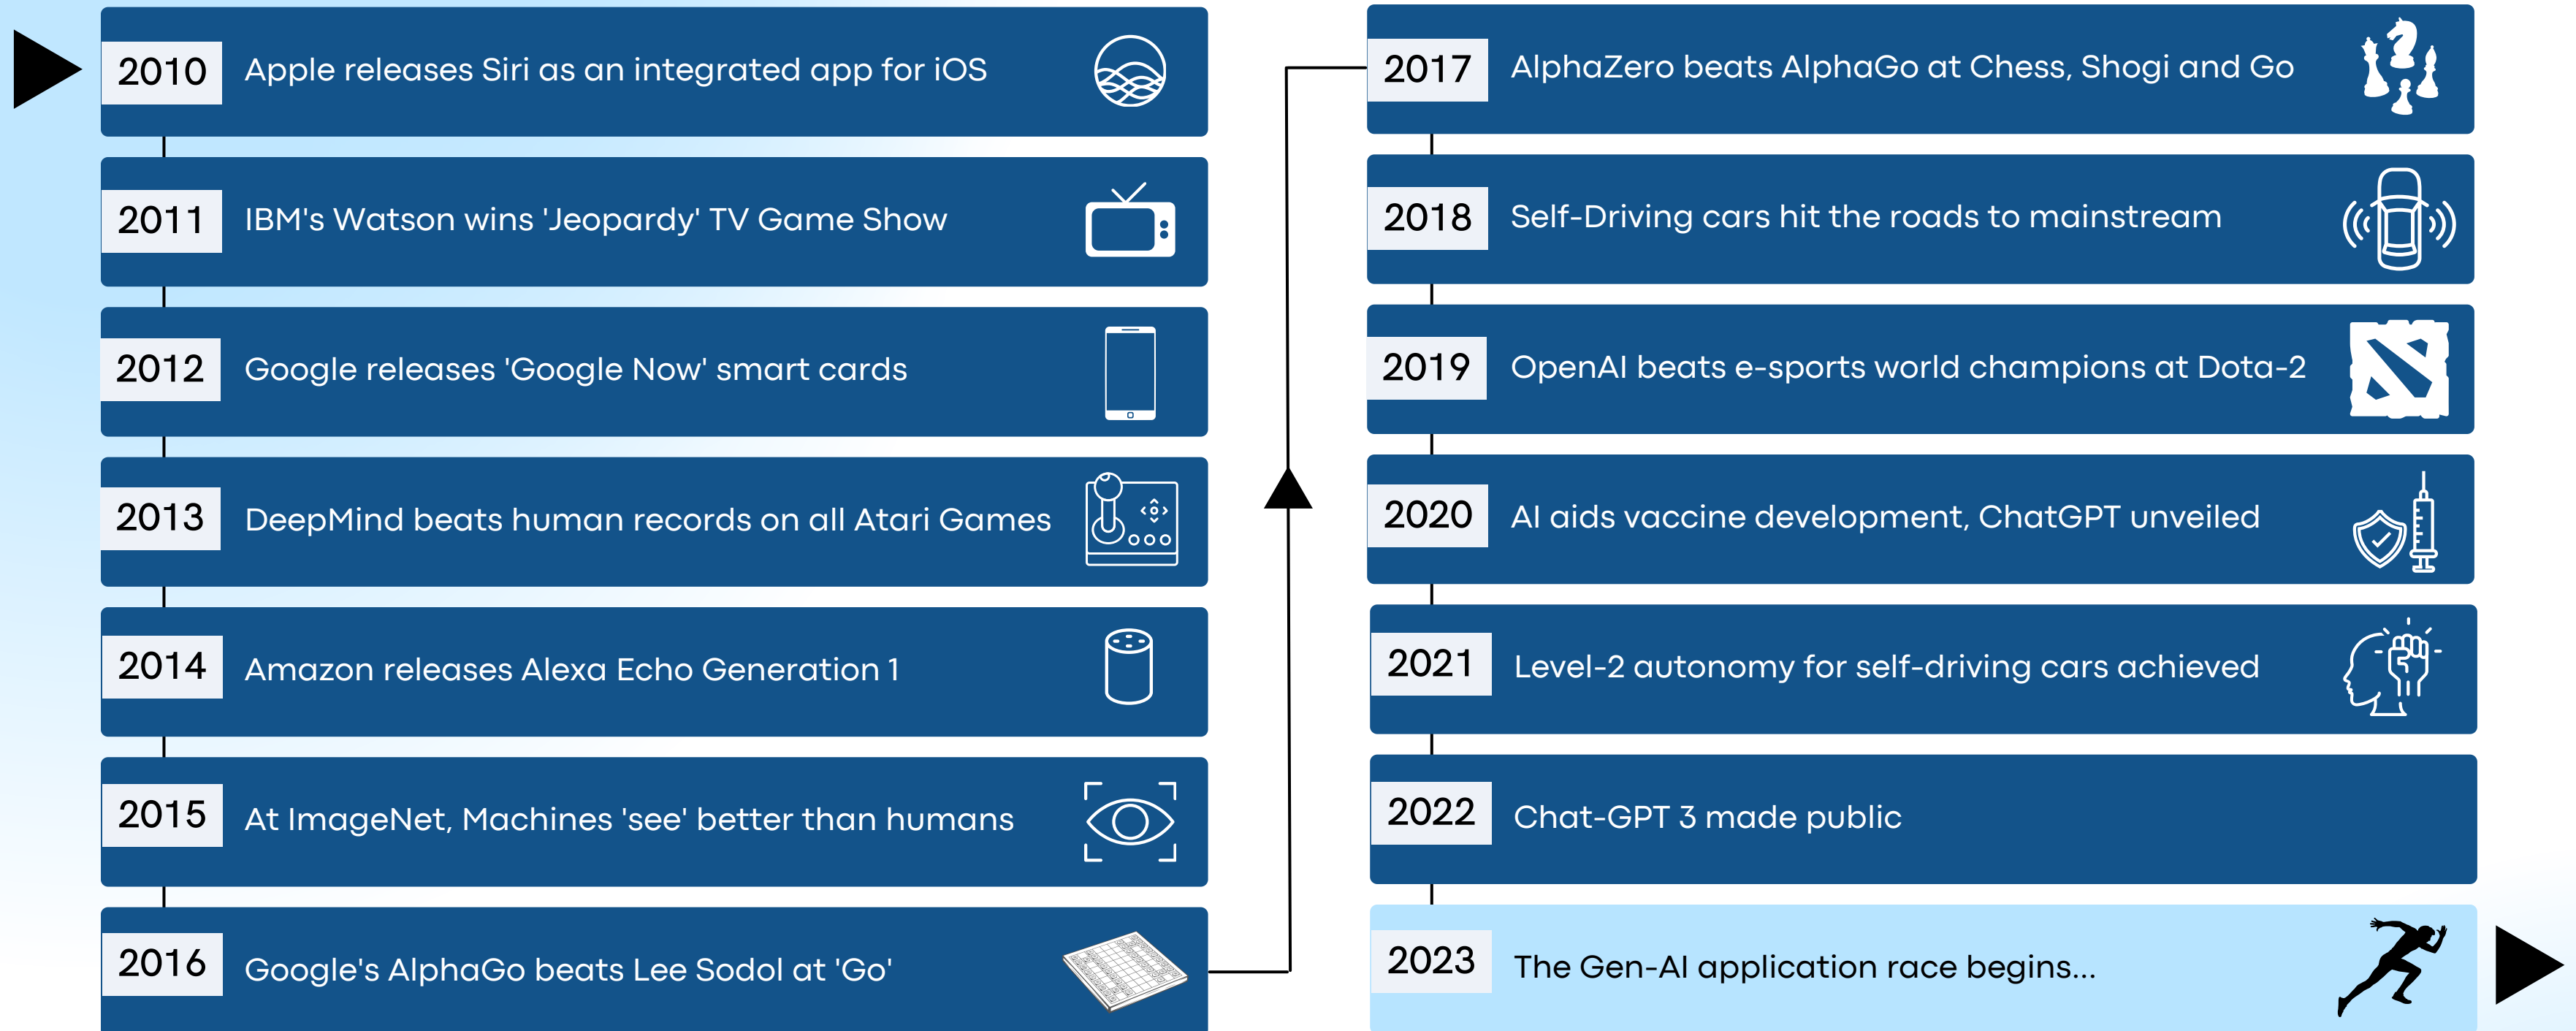 2010 Apple releases Siri as an integrated app for iOS
2011 IBM's Watson wins 'Jeopardy' TV Game Show
2012 Google releases 'Google Now' smart cards
2013 DeepMind beats human records on all Atari Games
2014 Amazon releases Alexa Echo Generation 1
2015 At ImageNet, Machines 'see' better than humans
2016 Google's AlphaGo beats Lee Sodol at 'Go'
2017 AlphaZero beats AlphaGo at Chess, Shogi and Go
2018 Self-Driving cars hit the roads to mainstream
2019 OpenAI beats e-sports world champions at Dota-2
2020 AI aids vaccine development, ChatGPT unveiled
2021 Level-2 autonomy for self-driving cars achieved
2022 Chat-GPT 3 made public
2023 The Gen-AI application race begins...